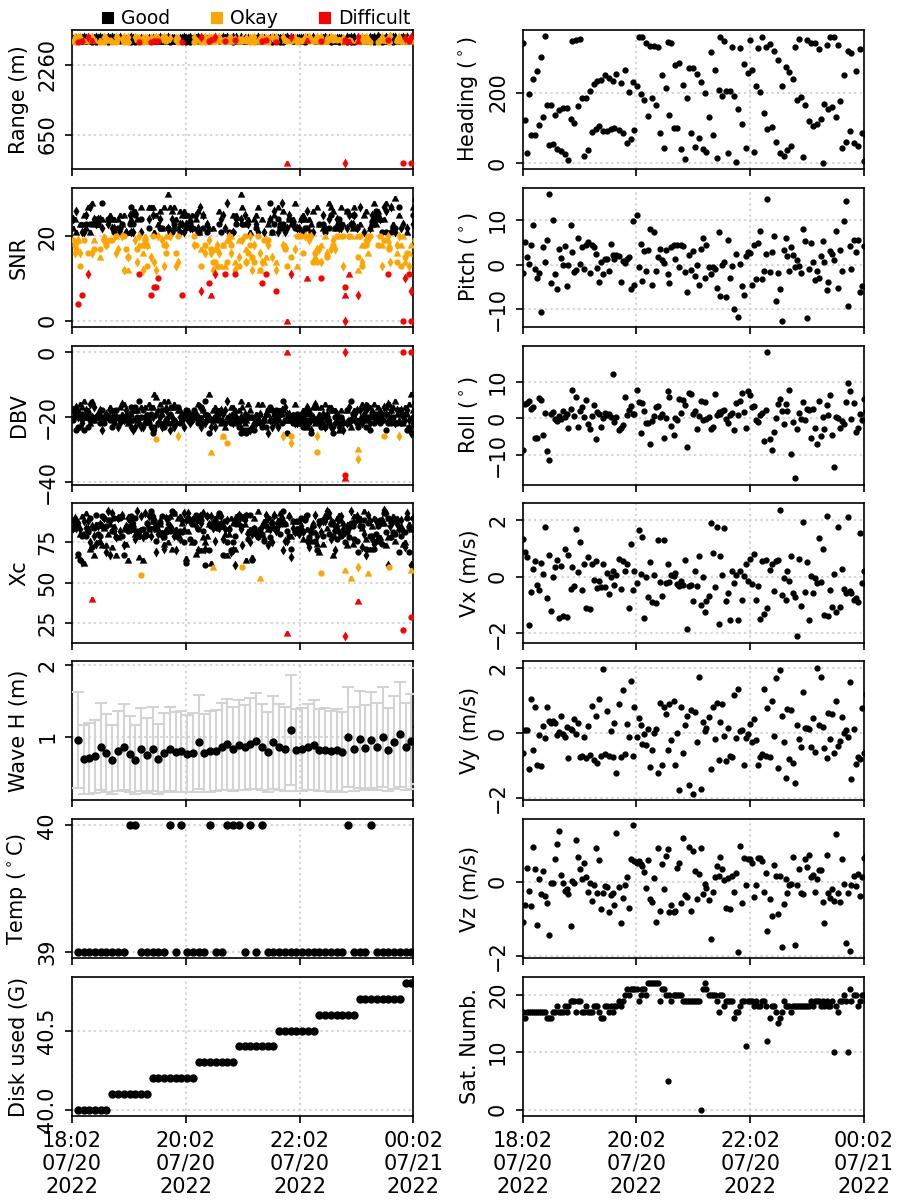 Good Okay Difficult
Range (m)
2260
650
Heading (°)
200
0
SNR
20
0
Pitch (°)
10
0
−10
DBV
0
−20
−40
Roll (°)
10
0
−10
Xc
75
50
25
Vx (m/s)
2
0
−2
Wave H (m)
2
1
Vy (m/s)
2
0
−2
Temp (°C)
40
39
Vz (m/s)
0
−2
Disk used (G)
40.5
40.0
Sat. Numb.
20
10
0
18:02 20:02 22:02 00:02 18:02 20:02 22:02 00:02
07/20 07/20 07/20 07/21 07/20 07/20 07/20 07/21
2022 2022 2022 2022 2022 2022 2022 2022